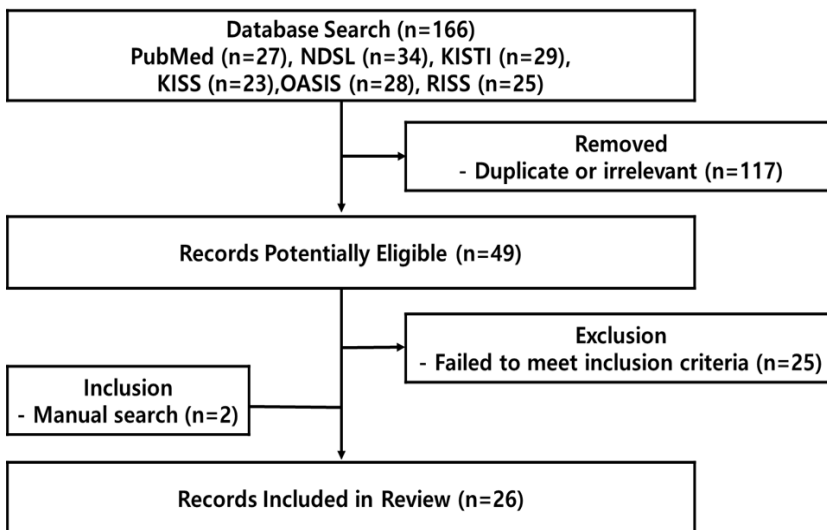 Database Search (n=166)
PubMed (n=27), NDSL (n=34), KISTI (n=29),
KISS (n=23),OASIS (n=28), RISS (n=25)
Removed
- Duplicate or irrelevant (n=117)
Records Potentially Eligible (n=49)
Exclusion
- Failed to meet inclusion criteria (n=25)
Inclusion
- Manual search (n=2)
Records Included in Review (n=26)